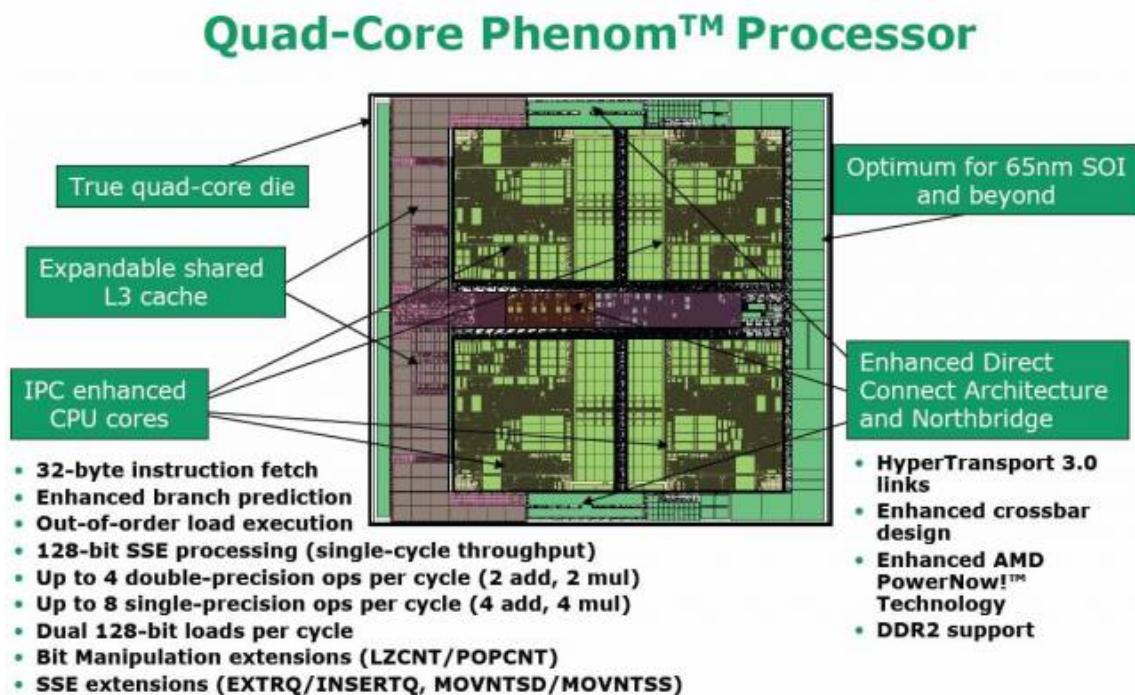 Quad-Core Phenom™ Processor
True quad-core die
Expandable shared
L3 cache
IPC enhanced
CPU cores
• 32-byte instruction fetch
• Enhanced branch prediction
• Out-of-order load execution
• 128-bit SSE processing (single-cycle throughput)
• Up to 4 double-precision ops per cycle (2 add, 2 mul)
• Up to 8 single-precision ops per cycle (4 add, 4 mul)
• Dual 128-bit loads per cycle
• Bit Manipulation extensions (LZCNT/POPCNT)
• SSE extensions (EXTRQ/INSERTQ, MOVNTSD/MOVNTSS)
Optimum for 65nm SOI
and beyond
Enhanced Direct
Connect Architecture
and Northbridge
• HyperTransport 3.0
links
• Enhanced crossbar
design
• Enhanced AMD
PowerNow!™
Technology
• DDR2 support